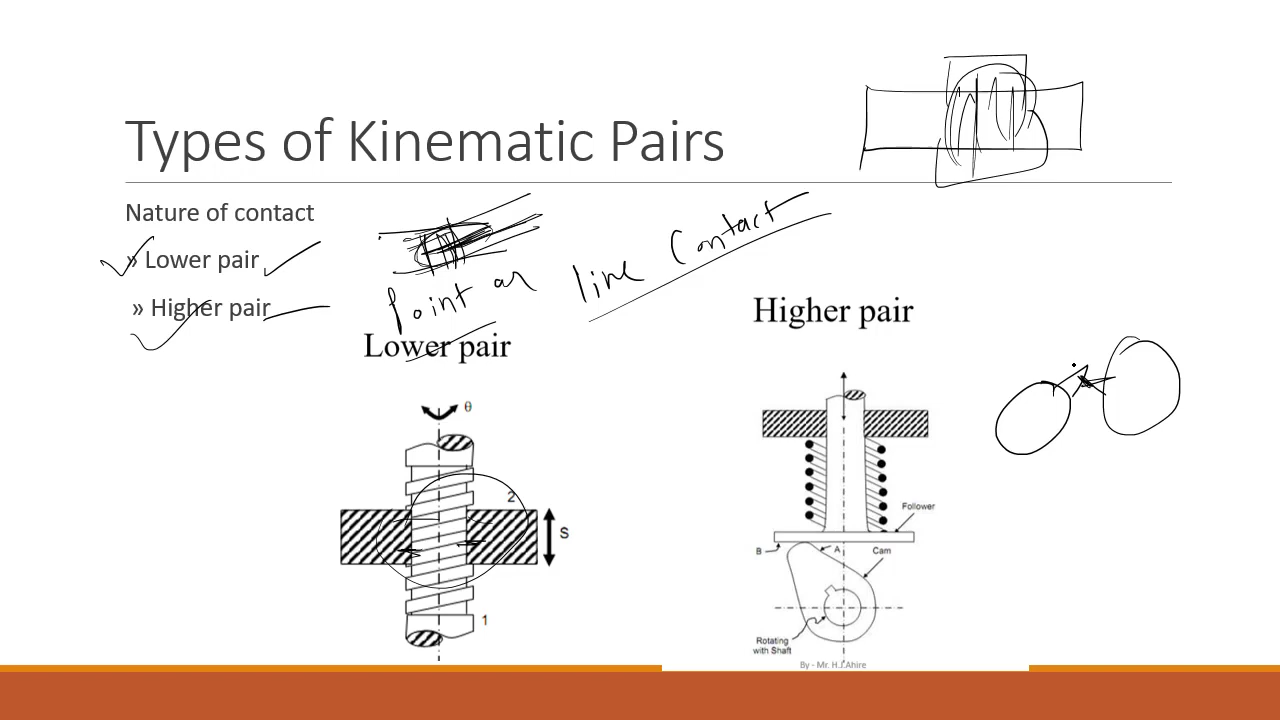 Types of Kinematic Pairs
Nature of contact
» Lower pair
» Higher pair
Point or line Contact
Lower pair
θ
2
S
1
Higher pair
Follower
B
A
Cam
Rotating
with Shaft
By - Mr. H.J.Ahire